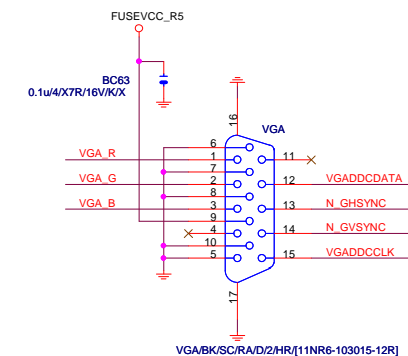 FUSEVCC_R5
BC63
0.1u/4/X7R/16V/K/X
16
VGA
6
VGA_R 1 11
7
VGA_G 2 12 VGADDCDATA
8
VGA_B 3 13 N_GHSYNC
9
4 14 N_GVSYNC
10
5 15 VGADDCCLK
17
VGA/BK/SC/RA/D/2/HR/[11NR6-103015-12R]